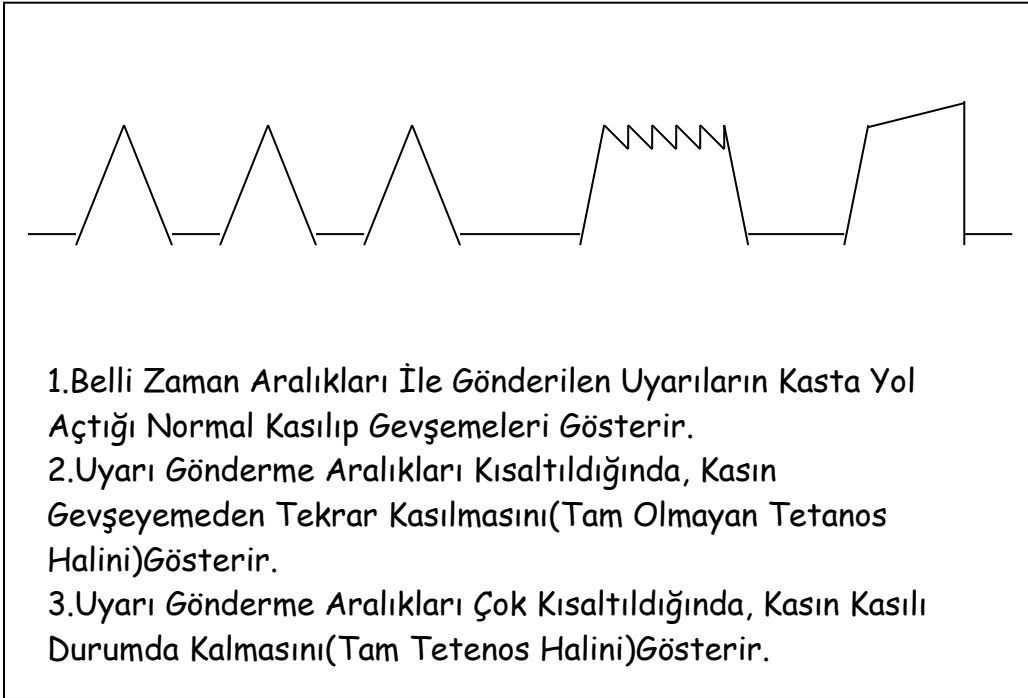 1.Belli Zaman Aralıkları İle Gönderilen Uyarıların Kasta Yol
Açtığı Normal Kasılıp Gevşemeleri Gösterir.
2.Uyarı Gönderme Aralıkları Kısaltıldığında, Kasın
Gevşeyemeden Tekrar Kasılmasını(Tam Olmayan Tetanos
Halini)Gösterir.
3.Uyarı Gönderme Aralıkları Çok Kısaltıldığında, Kasın Kasılı
Durumda Kalmasını(Tam Tetenos Halini)Gösterir.